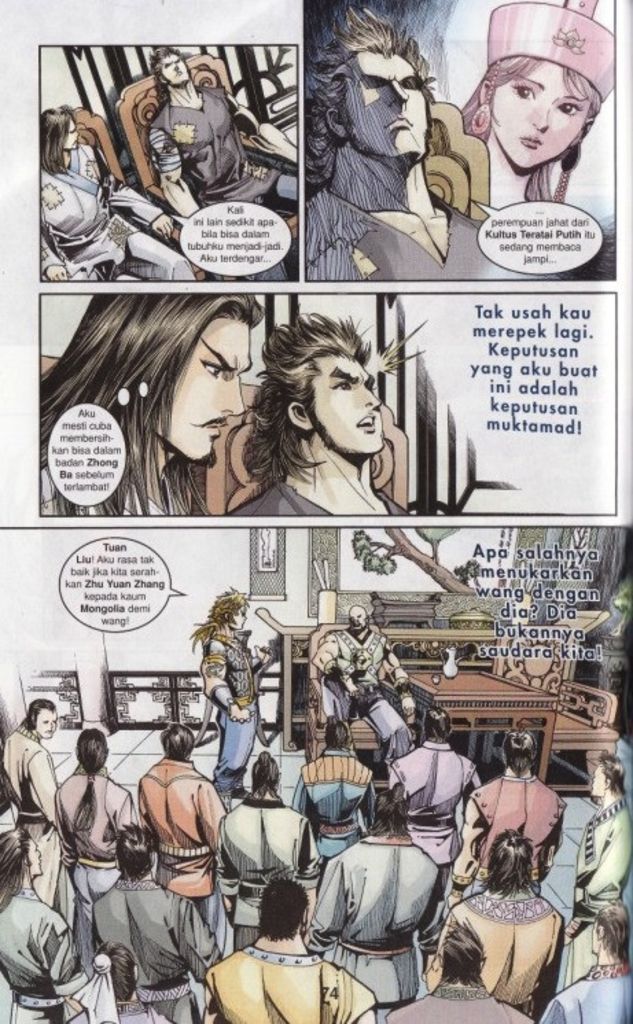 Kali
ini lain sedikit apa-
bila bisa dalam
tubuhku menjadi-jadi.
Aku terdengar...
...
perempuan jahat dari
Kultus Teratai Putih itu
sedang membaca
jampi...
Aku
mesti cuba
membersih-
kan bisa dalam
badan Zhong
Ba sebelum
terlambat!
Tak usah kau
merepek lagi.
Keputusan
yang aku buat
ini adalah
keputusan
muktamad!
Tuan
Liu! Aku rasa tak
baik jika kita serah-
kan Zhu Yuan Zhang
kepada kaum
Mongolia demi
wang!
Apa salahnya
menukarkan
wang dengan
dia? Dia
bukannya
saudara kita!
74